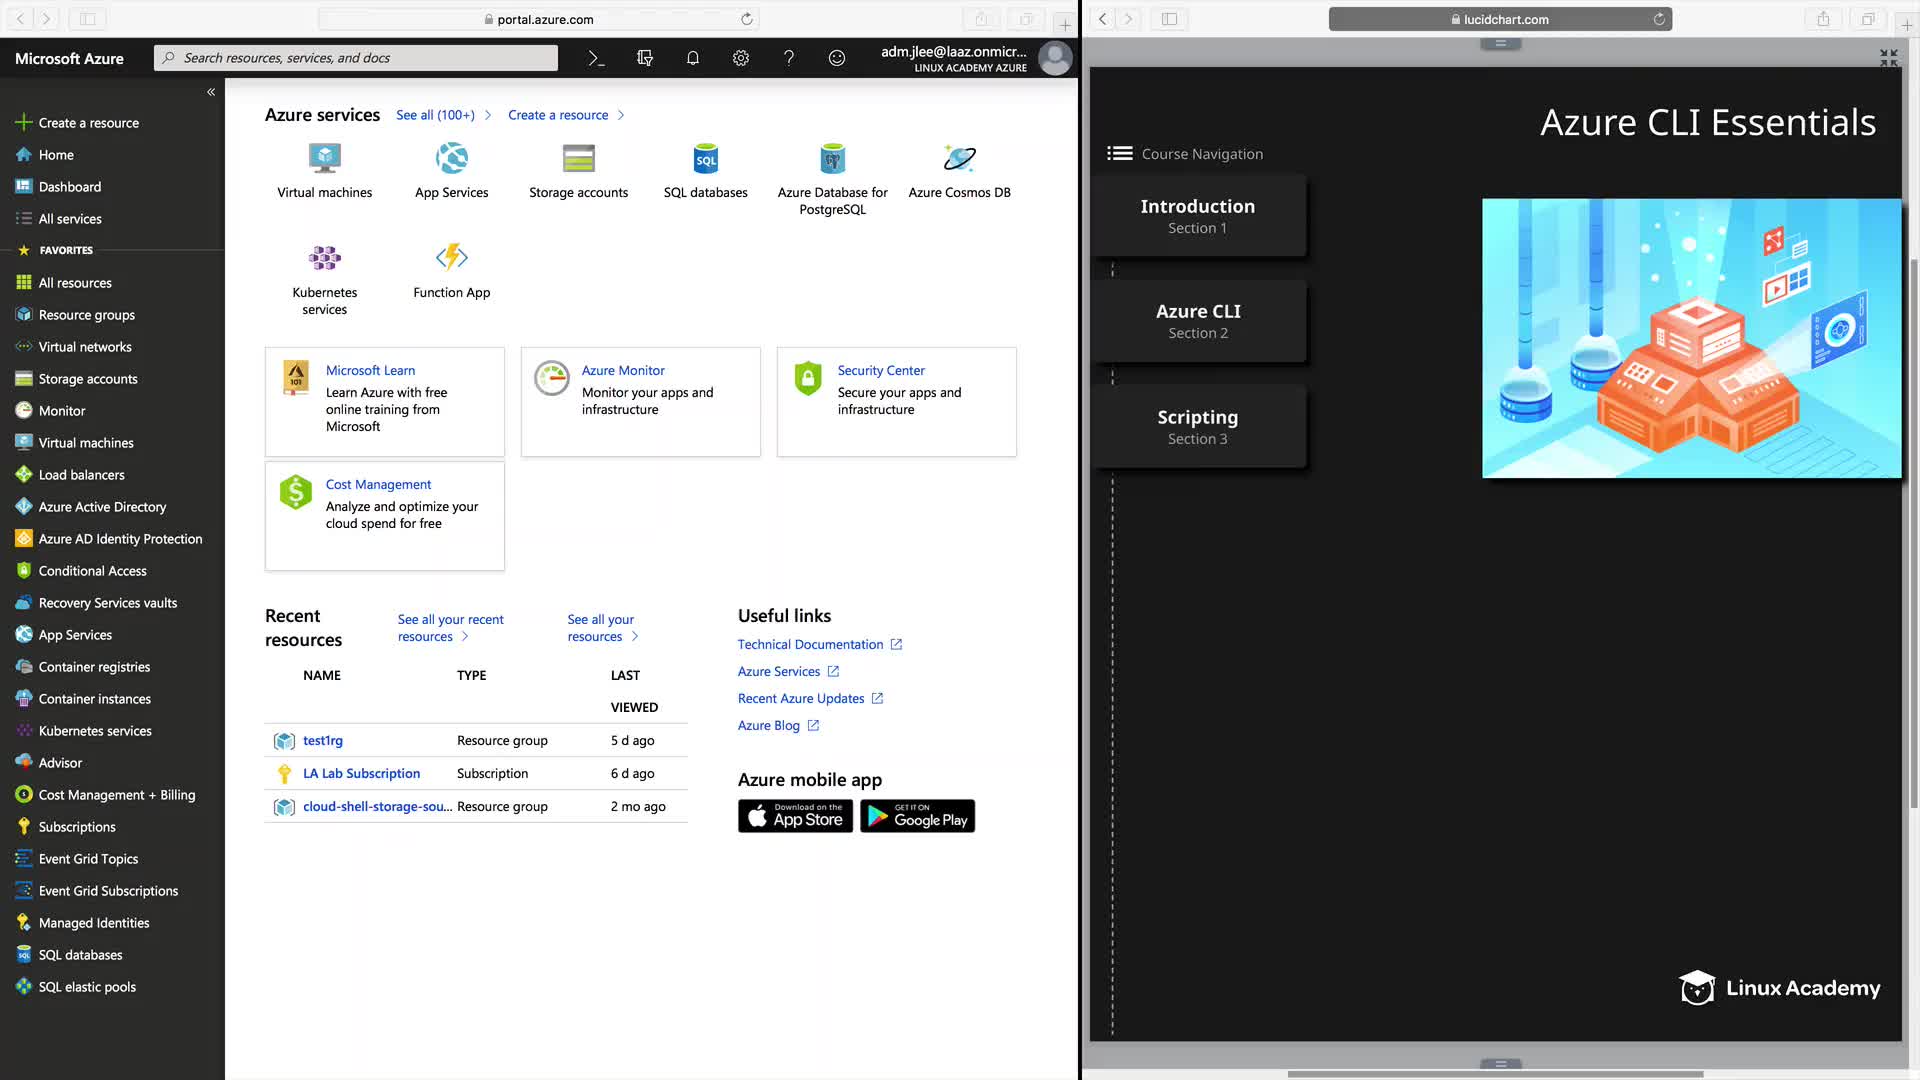 portal.azure.com
lucidchart.com
Microsoft Azure
Search resources, services, and docs
adm.jlee@laaz.onmicr...
LINUX ACADEMY AZURE
Create a resource
Home
Dashboard
All services
FAVORITES
All resources
Resource groups
Virtual networks
Storage accounts
Monitor
Virtual machines
Load balancers
Azure Active Directory
Azure AD Identity Protection
Conditional Access
Recovery Services vaults
App Services
Container registries
Container instances
Kubernetes services
Advisor
Cost Management + Billing
Subscriptions
Event Grid Topics
Event Grid Subscriptions
Managed Identities
SQL databases
SQL elastic pools
Azure services
See all (100+)
Create a resource
Virtual machines
App Services
Storage accounts
SQL
SQL databases
Azure Database for
PostgreSQL
Azure Cosmos DB
Kubernetes
services
Function App
101
Microsoft Learn
Learn Azure with free
online training from
Microsoft
Azure Monitor
Monitor your apps and
infrastructure
Security Center
Secure your apps and
infrastructure
Cost Management
Analyze and optimize your
cloud spend for free
Recent
resources
See all your recent
resources
See all your
resources
NAME TYPE LAST
VIEWED
test1rg Resource group 5 d ago
LA Lab Subscription Subscription 6 d ago
cloud-shell-storage-sou... Resource group 2 mo ago
Useful links
Technical Documentation
Azure Services
Recent Azure Updates
Azure Blog
Azure mobile app
Download on the
App Store
GET IT ON
Google Play
Azure CLI Essentials
Course Navigation
Introduction
Section 1
Azure CLI
Section 2
Scripting
Section 3
Linux Academy